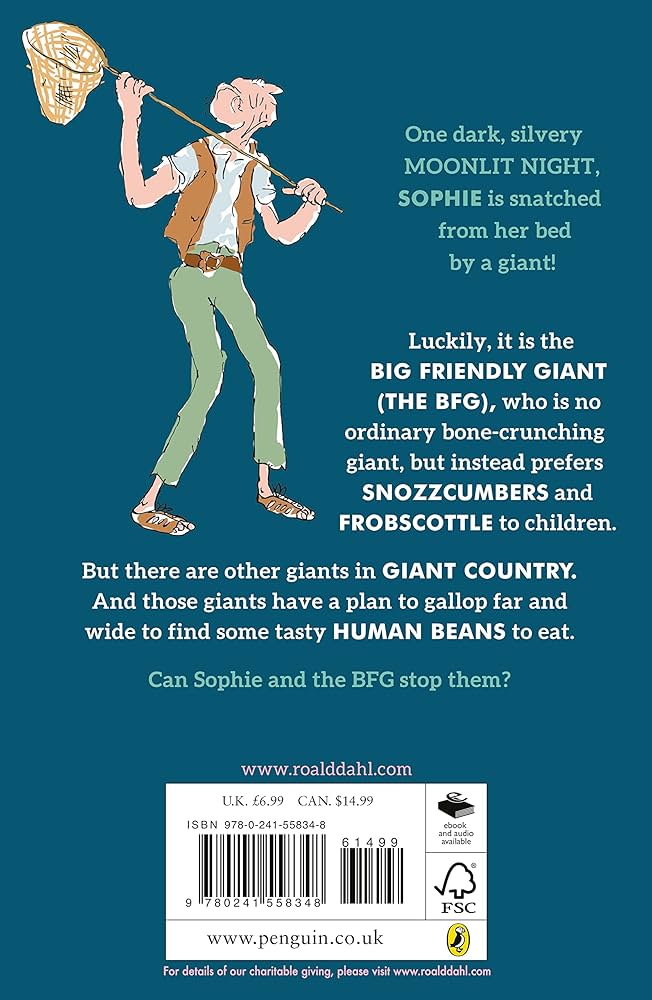 One dark, silvery
MOONLIT NIGHT,
SOPHIE is snatched
from her bed
by a giant!
Luckily, it is the
BIG FRIENDLY GIANT
(THE BFG), who is no
ordinary bone-crunching
giant, but instead prefers
SNOZZCUMBERS and
FROBSCOTTLE to children.
But there are other giants in GIANT COUNTRY.
And those giants have a plan to gallop far and
wide to find some tasty HUMAN BEANS to eat.
Can Sophie and the BFG stop them?
www.roalddahl.com
U.K. £6.99 CAN. $14.99
ISBN 978-0-241-55834-8
61499
9 780241 558348
www.penguin.co.uk
ebook
and audio
available
®
FSC
For details of our charitable giving, please visit www.roalddahl.com